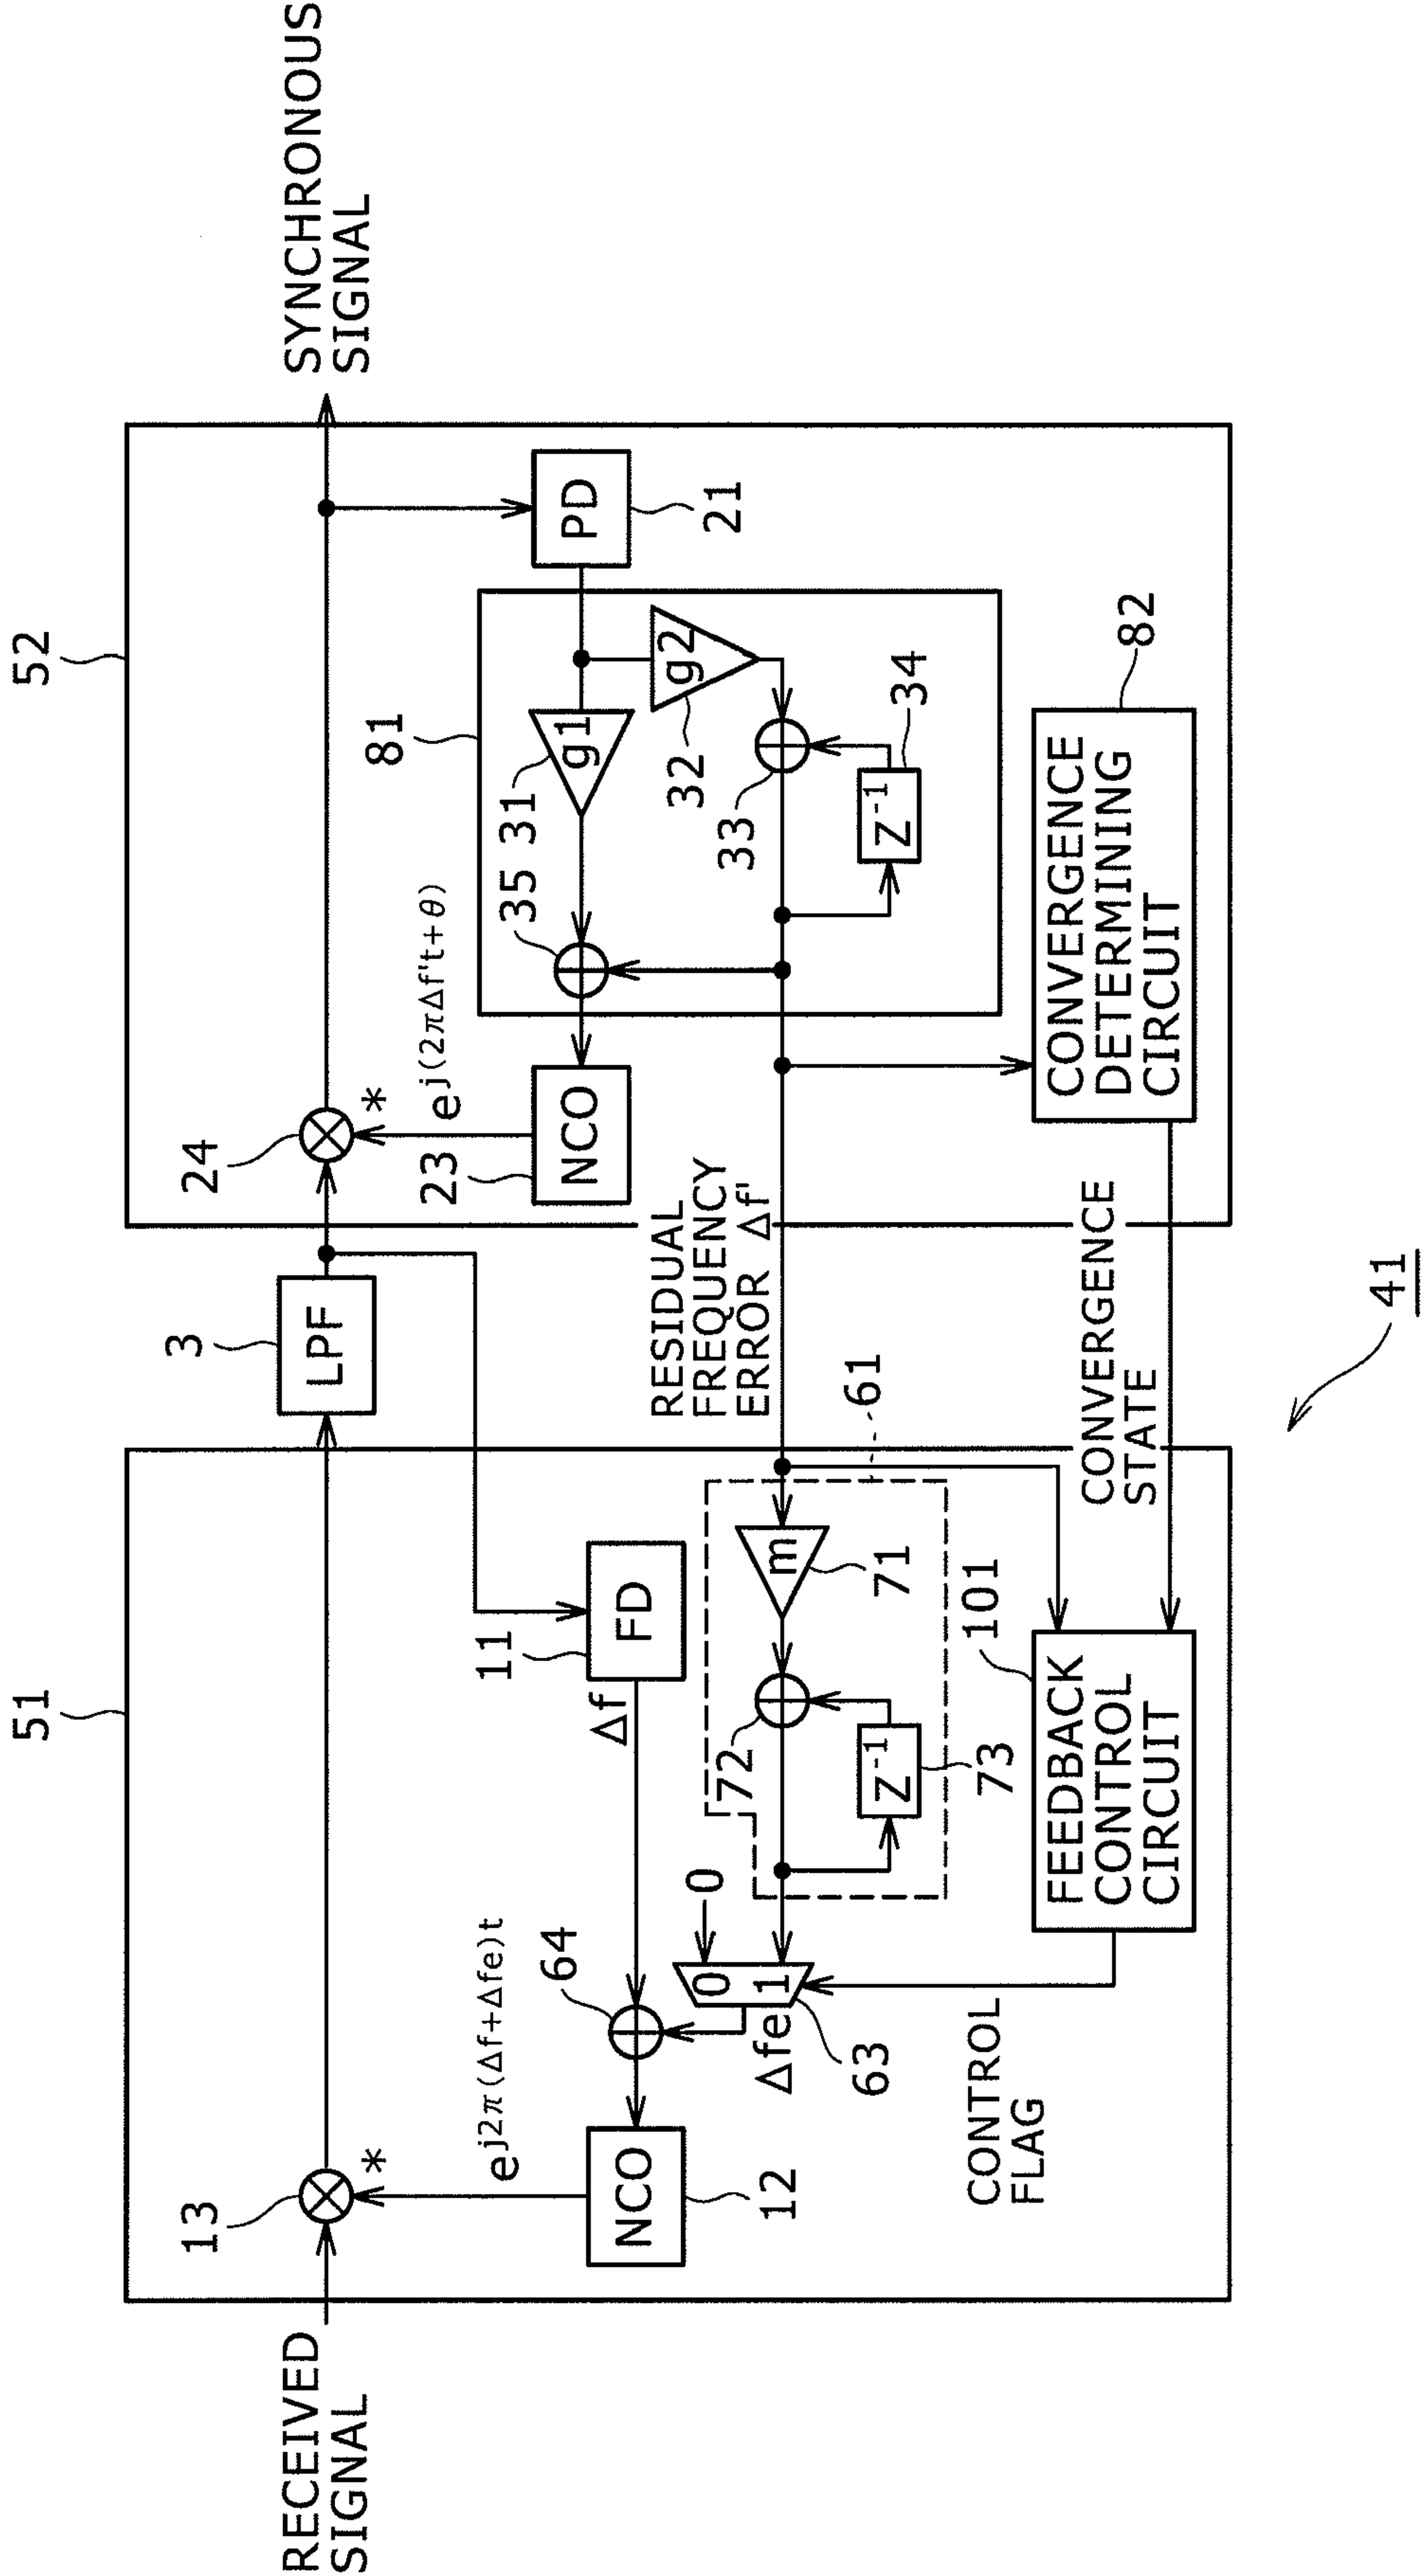 RECEIVED
SIGNAL
13
*
51
e^j2π(Δf+Δfe)t
NCO
12
64
Δf
11
FD
Δfe
63
0
1
0
72
m
71
Z⁻¹
73
61
CONTROL
FLAG
101
FEEDBACK
CONTROL
CIRCUIT
3
LPF
RESIDUAL
FREQUENCY
ERROR Δf'
CONVERGENCE
STATE
41
52
24
*
e^j(2πΔf't+θ)
23
NCO
35
31
g1
81
g2
32
33
Z⁻¹
34
PD
21
82
CONVERGENCE
DETERMINING
CIRCUIT
SYNCHRONOUS
SIGNAL